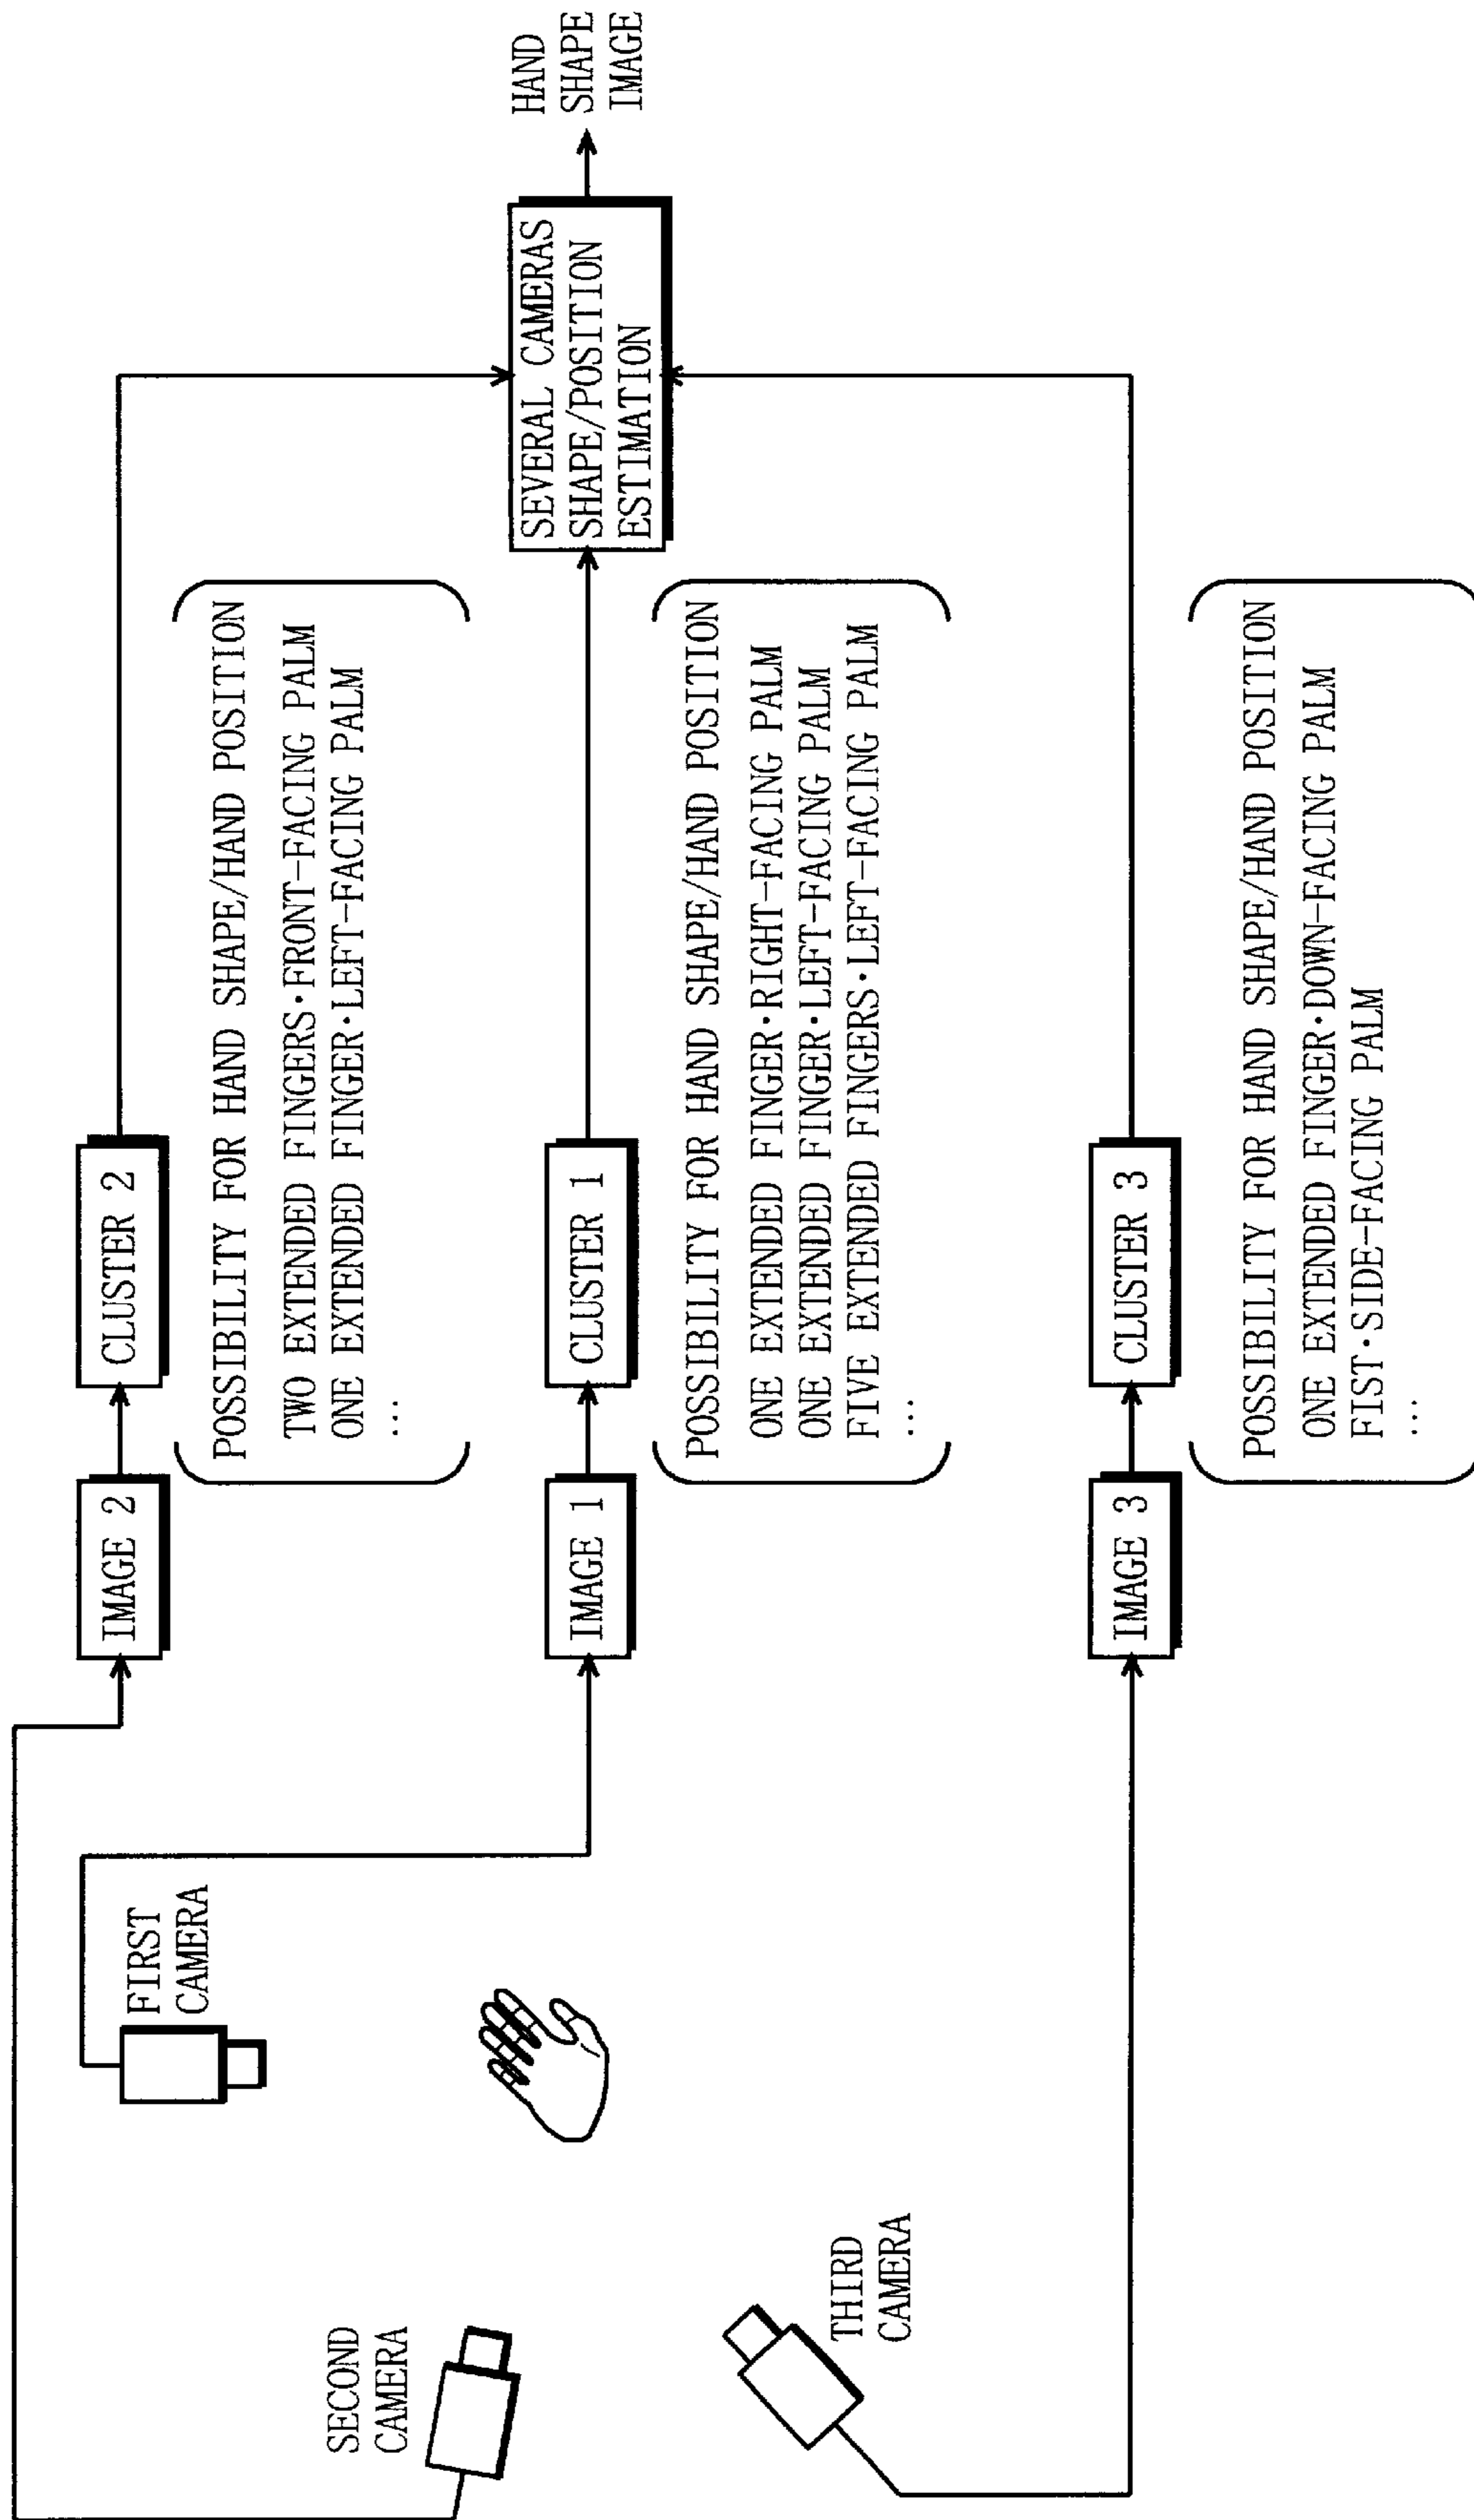 SECOND
CAMERA
FIRST
CAMERA
THIRD
CAMERA
IMAGE 2
CLUSTER 2
POSSIBILITY FOR HAND SHAPE/HAND POSITION
TWO EXTENDED FINGERS·FRONT-FACING PALM
ONE EXTENDED FINGER·LEFT-FACING PALM
...
IMAGE 1
CLUSTER 1
POSSIBILITY FOR HAND SHAPE/HAND POSITION
ONE EXTENDED FINGER·RIGHT-FACING PALM
ONE EXTENDED FINGER·LEFT-FACING PALM
FIVE EXTENDED FINGERS·LEFT-FACING PALM
...
IMAGE 3
CLUSTER 3
POSSIBILITY FOR HAND SHAPE/HAND POSITION
ONE EXTENDED FINGER·DOWN-FACING PALM
FIST·SIDE-FACING PALM
...
SEVERAL CAMERAS
SHAPE/POSITION
ESTIMATION
HAND
SHAPE
IMAGE